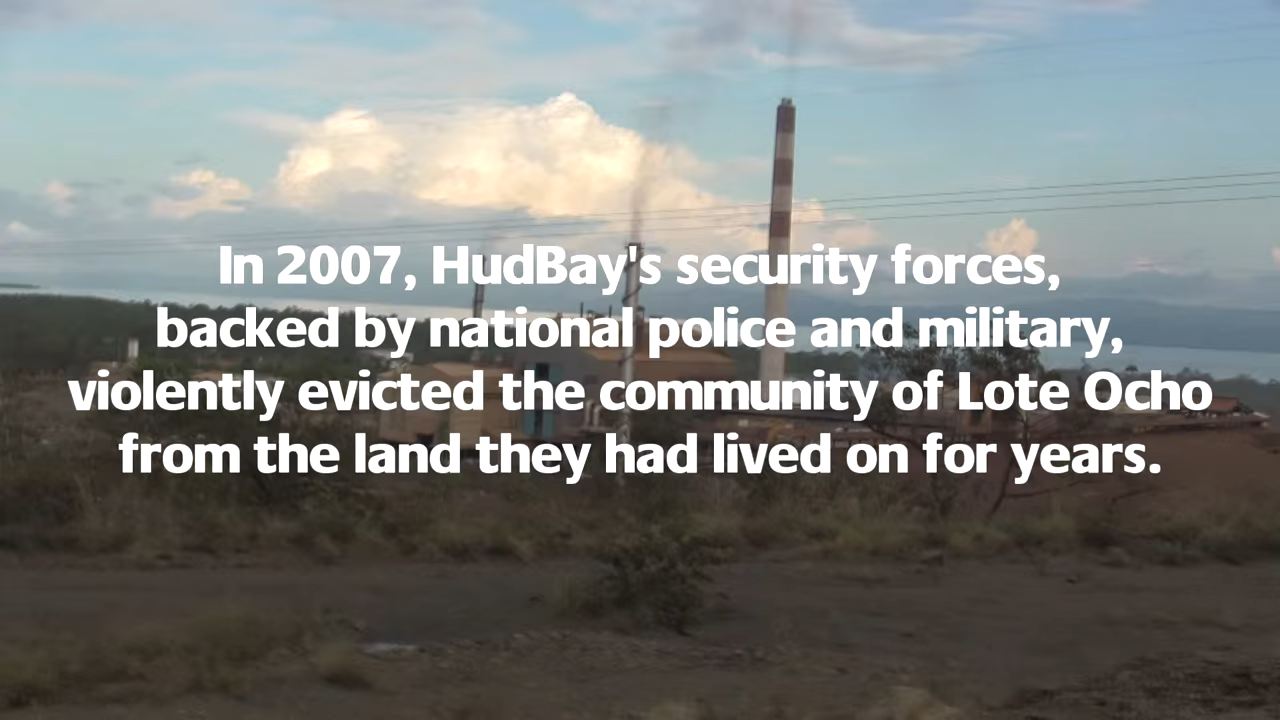 In 2007, HudBay's security forces,
backed by national police and military,
violently evicted the community of Lote Ocho
from the land they had lived on for years.